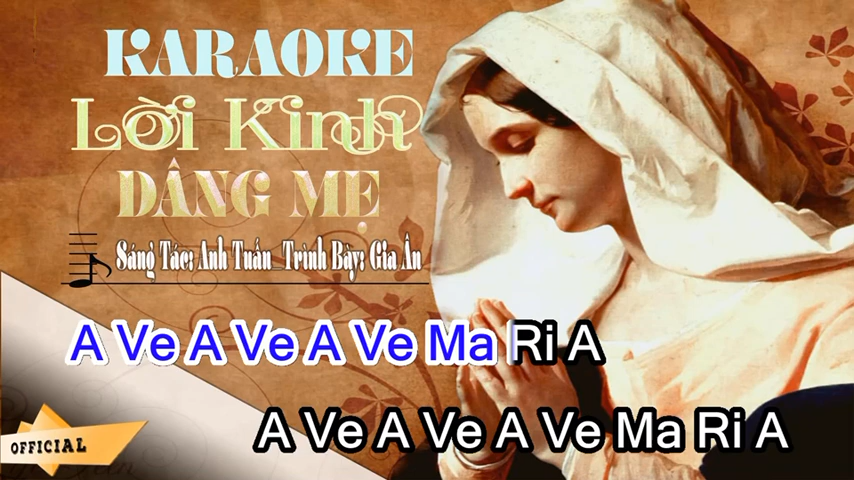 KARAOKE
Lời Kinh
DÂNG MẸ
Sáng Tác: Anh Tuấn Trình Bày: Gia Ân
A Ve A Ve A Ve Ma Ri A
A Ve A Ve A Ve Ma Ri A
OFFICIAL